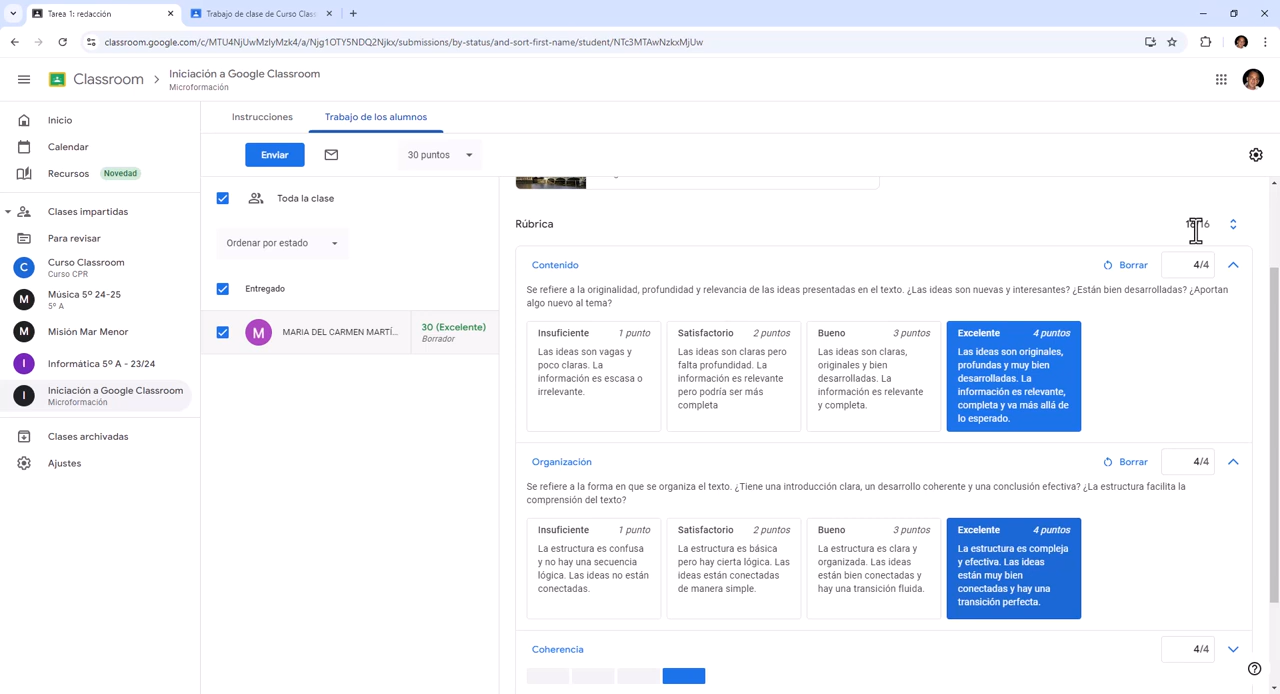 Tarea 1: redacción
Trabajo de clase de Curso Class
classroom.google.com/c/MTU4NjUwMzIyMzk4/a/Njg1OTY5NDQ2Njkx/submissions/by-status/and-sort-first-name/student/NTc3MTAwNzkxMjUw
Classroom
Iniciación a Google Classroom
Microformación
Inicio
Calendar
Recursos Novedad
Clases impartidas
Para revisar
C
Curso Classroom
Curso CPR
M
Música 5º 24-25
5º A
M
Misión Mar Menor
I
Informática 5º A - 23/24
I
Iniciación a Google Classroom
Microformación
Clases archivadas
Ajustes
Instrucciones
Trabajo de los alumnos
Enviar
30 puntos
Toda la clase
Ordenar por estado
Entregado
M
MARIA DEL CARMEN MARTÍ...
30 (Excelente)
Borrador
Rúbrica
Contenido
Borrar
4/4
Se refiere a la originalidad, profundidad y relevancia de las ideas presentadas en el texto. ¿Las ideas son nuevas y interesantes? ¿Están bien desarrolladas? ¿Aportan
algo nuevo al tema?
Insuficiente 1 punto
Las ideas son vagas y
poco claras. La
información es escasa o
irrelevante.
Satisfactorio 2 puntos
Las ideas son claras pero
falta profundidad. La
información es relevante
pero podría ser más
completa
Bueno 3 puntos
Las ideas son claras,
originales y bien
desarrolladas. La
información es relevante
y completa.
Excelente 4 puntos
Las ideas son originales,
profundas y muy bien
desarrolladas. La
información es relevante,
completa y va más allá de
lo esperado.
Organización
Borrar
4/4
Se refiere a la forma en que se organiza el texto. ¿Tiene una introducción clara, un desarrollo coherente y una conclusión efectiva? ¿La estructura facilita la
comprensión del texto?
Insuficiente 1 punto
La estructura es confusa
y no hay una secuencia
lógica. Las ideas no están
conectadas.
Satisfactorio 2 puntos
La estructura es básica
pero hay cierta lógica. Las
ideas están conectadas
de manera simple.
Bueno 3 puntos
La estructura es clara y
organizada. Las ideas
están bien conectadas y
hay una transición fluida.
Excelente 4 puntos
La estructura es compleja
y efectiva. Las ideas
están muy bien
conectadas y hay una
transición perfecta.
Coherencia
4/4